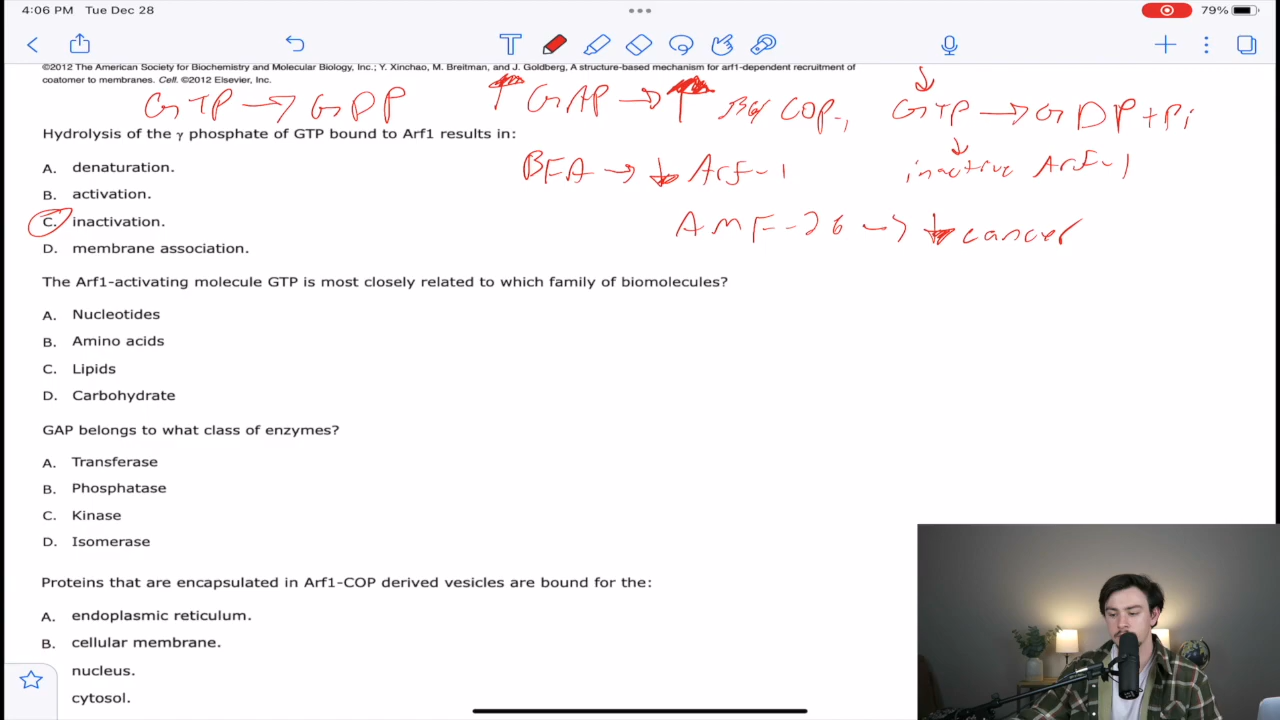 4:06 PM Tue Dec 28
79%
©2012 The American Society for Biochemistry and Molecular Biology, Inc.; Y. Xinchao, M. Breitman, and J. Goldberg, A structure-based mechanism for arf1-dependent recruitment of
coatomer to membranes. Cell. ©2012 Elsevier, Inc.
GTP → GDP
↑ GAP → ↑ COP-1
GTP → GDP + Pi
↓
inactive Arf-1
BFA → ↓ Arf-1
AMF-26 → ↓ cancer
Hydrolysis of the γ phosphate of GTP bound to Arf1 results in:
A. denaturation.
B. activation.
C. inactivation.
D. membrane association.
The Arf1-activating molecule GTP is most closely related to which family of biomolecules?
A. Nucleotides
B. Amino acids
C. Lipids
D. Carbohydrate
GAP belongs to what class of enzymes?
A. Transferase
B. Phosphatase
C. Kinase
D. Isomerase
Proteins that are encapsulated in Arf1-COP derived vesicles are bound for the:
A. endoplasmic reticulum.
B. cellular membrane.
nucleus.
cytosol.